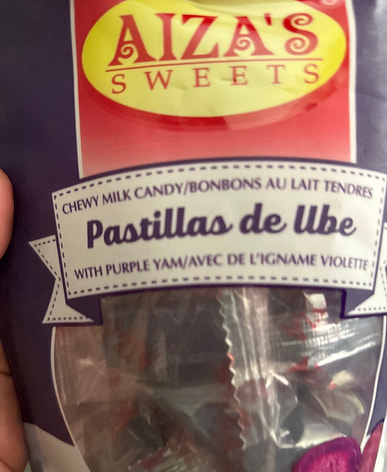 AIZA'S
SWEETS
CHEWY MILK CANDY/BONBONS AU LAIT TENDRES
Pastillas de Ube
WITH PURPLE YAM/AVEC DE L'IGNAME VIOLETTE